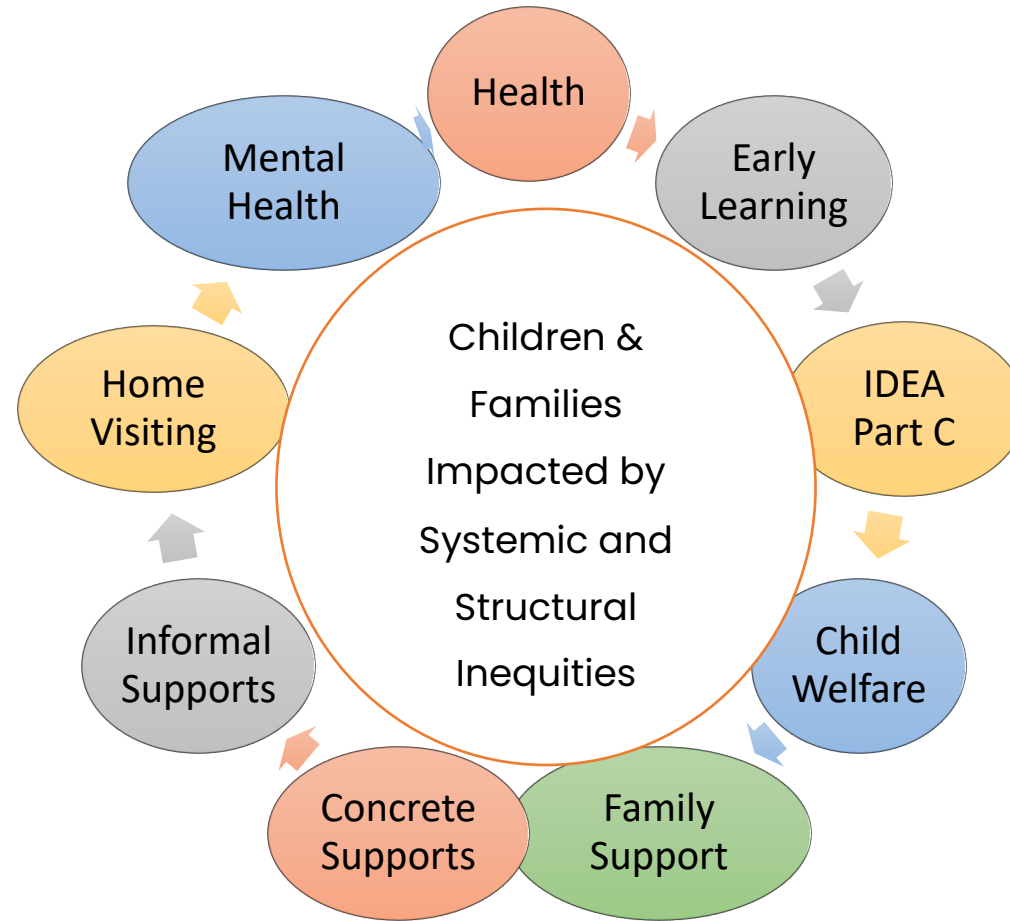 Health
Early
Learning
IDEA
Part C
Child
Welfare
Family
Support
Concrete
Supports
Informal
Supports
Home
Visiting
Mental
Health
Children &
Families
Impacted by
Systemic and
Structural
Inequities